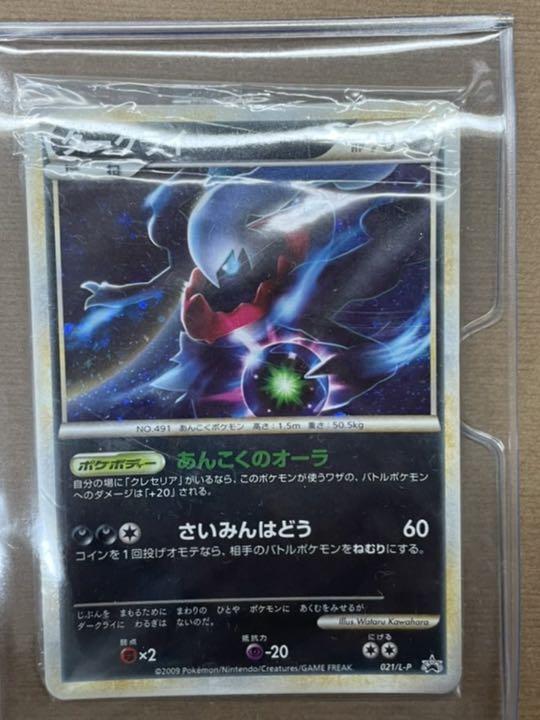 ダークライ
NO.491 あんこくポケモン 高さ:1.5m 重さ:50.5kg
ポケボディー あんこくのオーラ
自分の場に「クレセリア」がいるなら、このポケモンが使うワザの、バトルポケモン
へのダメージは「+20」される。
さいみんはどう 60
コインを1回投げオモテなら、相手のバトルポケモンをねむりにする。
じぶんを まもるために まわりの ひとや ポケモンに あくむをみせるが
ダークライに わるぎは ないのだ。
Illus. Wataru Kawahara
弱点 抵抗力 にげる
×2 -20
©2009 Pokémon/Nintendo/Creatures/GAME FREAK. 021/L-P